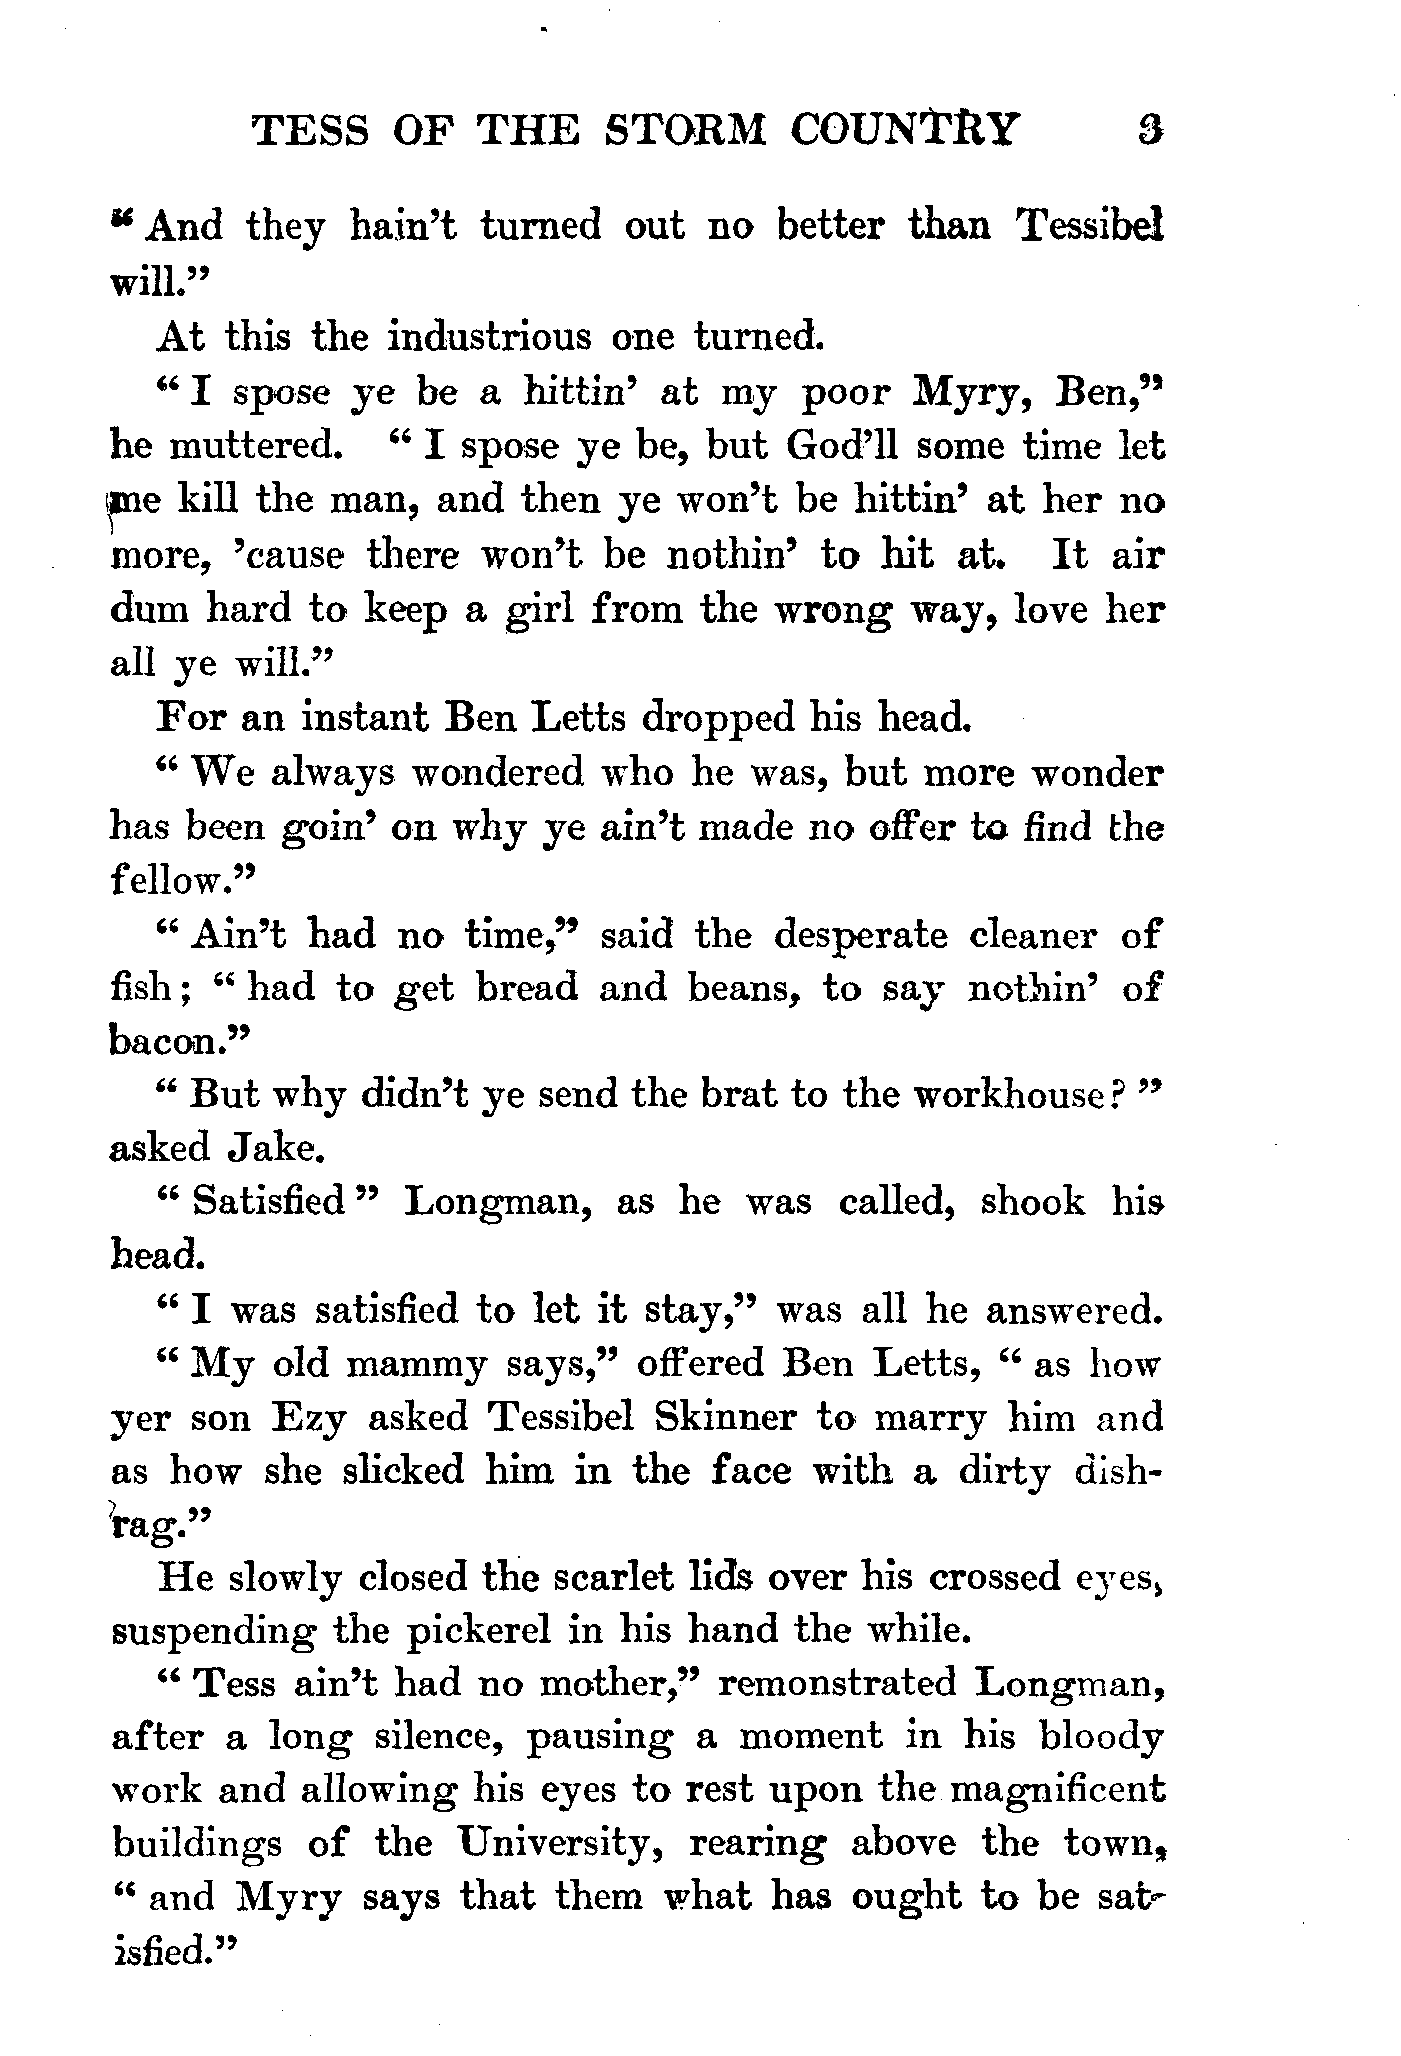 TESS OF THE STORM COUNTRY 3
“ And they hain’t turned out no better than Tessibel
will.”
At this the industrious one turned.
“ I spose ye be a hittin’ at my poor Myry, Ben,”
he muttered. “ I spose ye be, but God’ll some time let
me kill the man, and then ye won’t be hittin’ at her no
more, ’cause there won’t be nothin’ to hit at. It air
dum hard to keep a girl from the wrong way, love her
all ye will.”
For an instant Ben Letts dropped his head.
“ We always wondered who he was, but more wonder
has been goin’ on why ye ain’t made no offer to find the
fellow.”
“ Ain’t had no time,” said the desperate cleaner of
fish; “ had to get bread and beans, to say nothin’ of
bacon.”
“ But why didn’t ye send the brat to the workhouse? ”
asked Jake.
“ Satisfied ” Longman, as he was called, shook his
head.
“ I was satisfied to let it stay,” was all he answered.
“ My old mammy says,” offered Ben Letts, “ as how
yer son Ezy asked Tessibel Skinner to marry him and
as how she slicked him in the face with a dirty dish-
rag.”
He slowly closed the scarlet lids over his crossed eyes,
suspending the pickerel in his hand the while.
“ Tess ain’t had no mother,” remonstrated Longman,
after a long silence, pausing a moment in his bloody
work and allowing his eyes to rest upon the magnificent
buildings of the University, rearing above the town,
“ and Myry says that them what has ought to be sat-
isfied.”